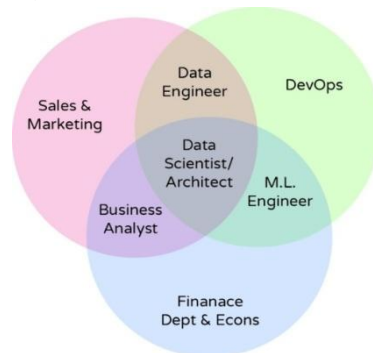 Data
Engineer
DevOps
Sales &
Marketing
Data
Scientist/
Architect
M.L.
Engineer
Business
Analyst
Finanace
Dept & Econs